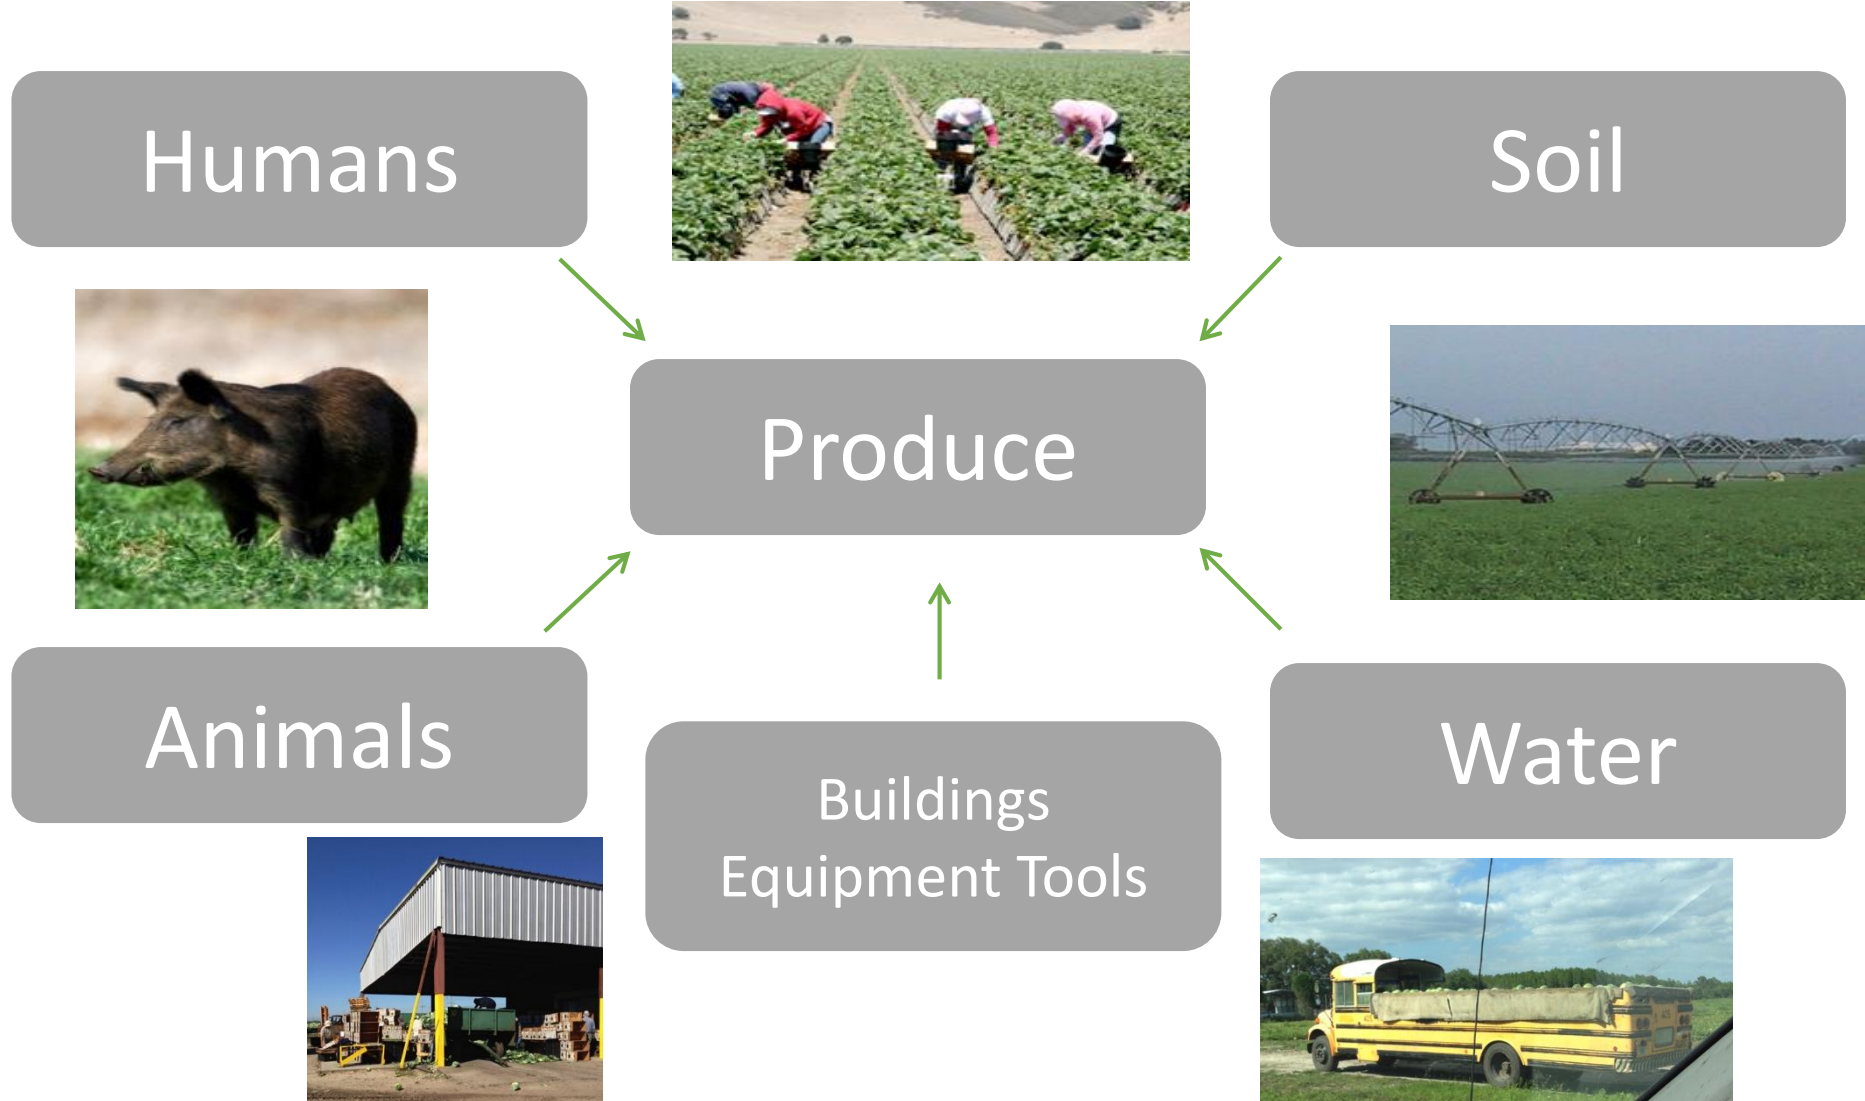 Humans
Soil
Produce
Animals
Water
Buildings
Equipment Tools